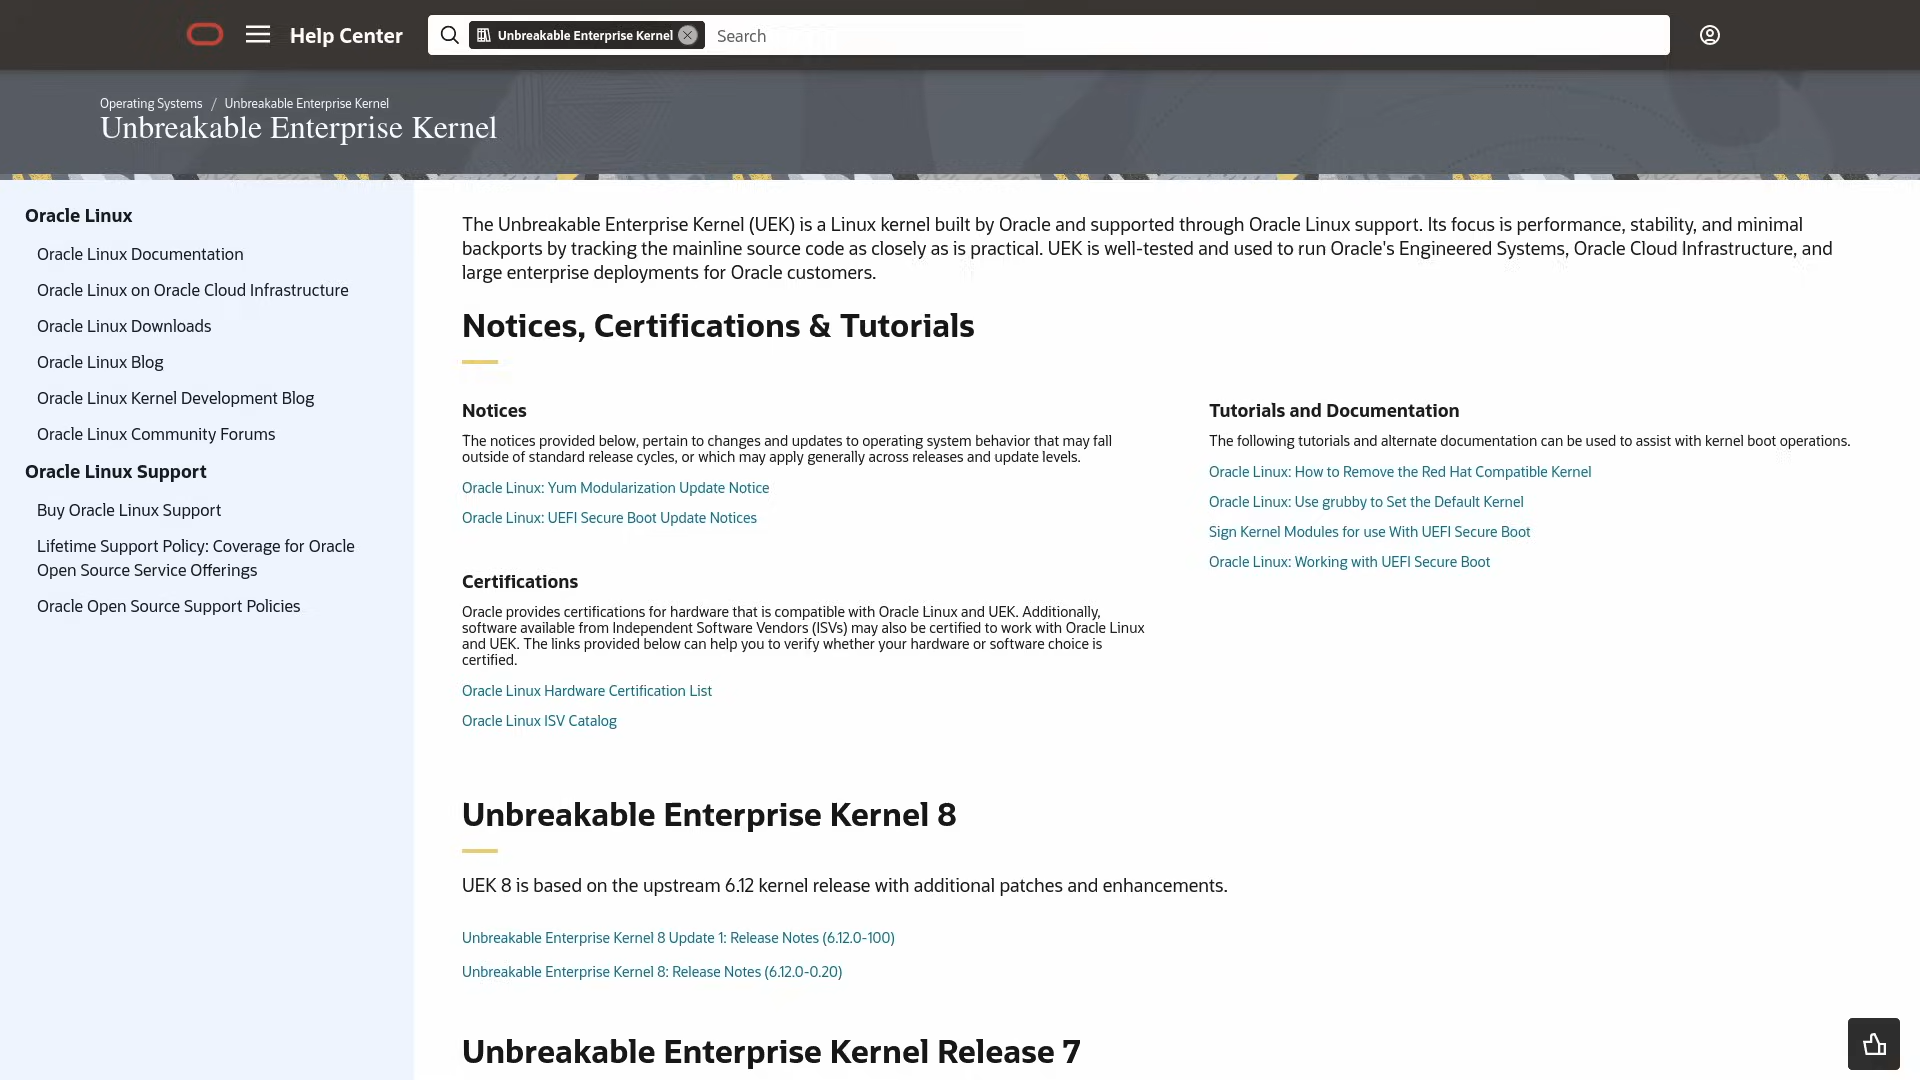 Help Center
Unbreakable Enterprise Kernel
Search
Operating Systems / Unbreakable Enterprise Kernel
Unbreakable Enterprise Kernel
Oracle Linux
Oracle Linux Documentation
Oracle Linux on Oracle Cloud Infrastructure
Oracle Linux Downloads
Oracle Linux Blog
Oracle Linux Kernel Development Blog
Oracle Linux Community Forums
Oracle Linux Support
Buy Oracle Linux Support
Lifetime Support Policy: Coverage for Oracle
Open Source Service Offerings
Oracle Open Source Support Policies
The Unbreakable Enterprise Kernel (UEK) is a Linux kernel built by Oracle and supported through Oracle Linux support. Its focus is performance, stability, and minimal
backports by tracking the mainline source code as closely as is practical. UEK is well-tested and used to run Oracle's Engineered Systems, Oracle Cloud Infrastructure, and
large enterprise deployments for Oracle customers.
Notices, Certifications & Tutorials
Notices
The notices provided below, pertain to changes and updates to operating system behavior that may fall
outside of standard release cycles, or which may apply generally across releases and update levels.
Oracle Linux: Yum Modularization Update Notice
Oracle Linux: UEFI Secure Boot Update Notices
Certifications
Oracle provides certifications for hardware that is compatible with Oracle Linux and UEK. Additionally,
software available from Independent Software Vendors (ISVs) may also be certified to work with Oracle Linux
and UEK. The links provided below can help you to verify whether your hardware or software choice is
certified.
Oracle Linux Hardware Certification List
Oracle Linux ISV Catalog
Tutorials and Documentation
The following tutorials and alternate documentation can be used to assist with kernel boot operations.
Oracle Linux: How to Remove the Red Hat Compatible Kernel
Oracle Linux: Use grubby to Set the Default Kernel
Sign Kernel Modules for use With UEFI Secure Boot
Oracle Linux: Working with UEFI Secure Boot
Unbreakable Enterprise Kernel 8
UEK 8 is based on the upstream 6.12 kernel release with additional patches and enhancements.
Unbreakable Enterprise Kernel 8 Update 1: Release Notes (6.12.0-100)
Unbreakable Enterprise Kernel 8: Release Notes (6.12.0-0.20)
Unbreakable Enterprise Kernel Release 7